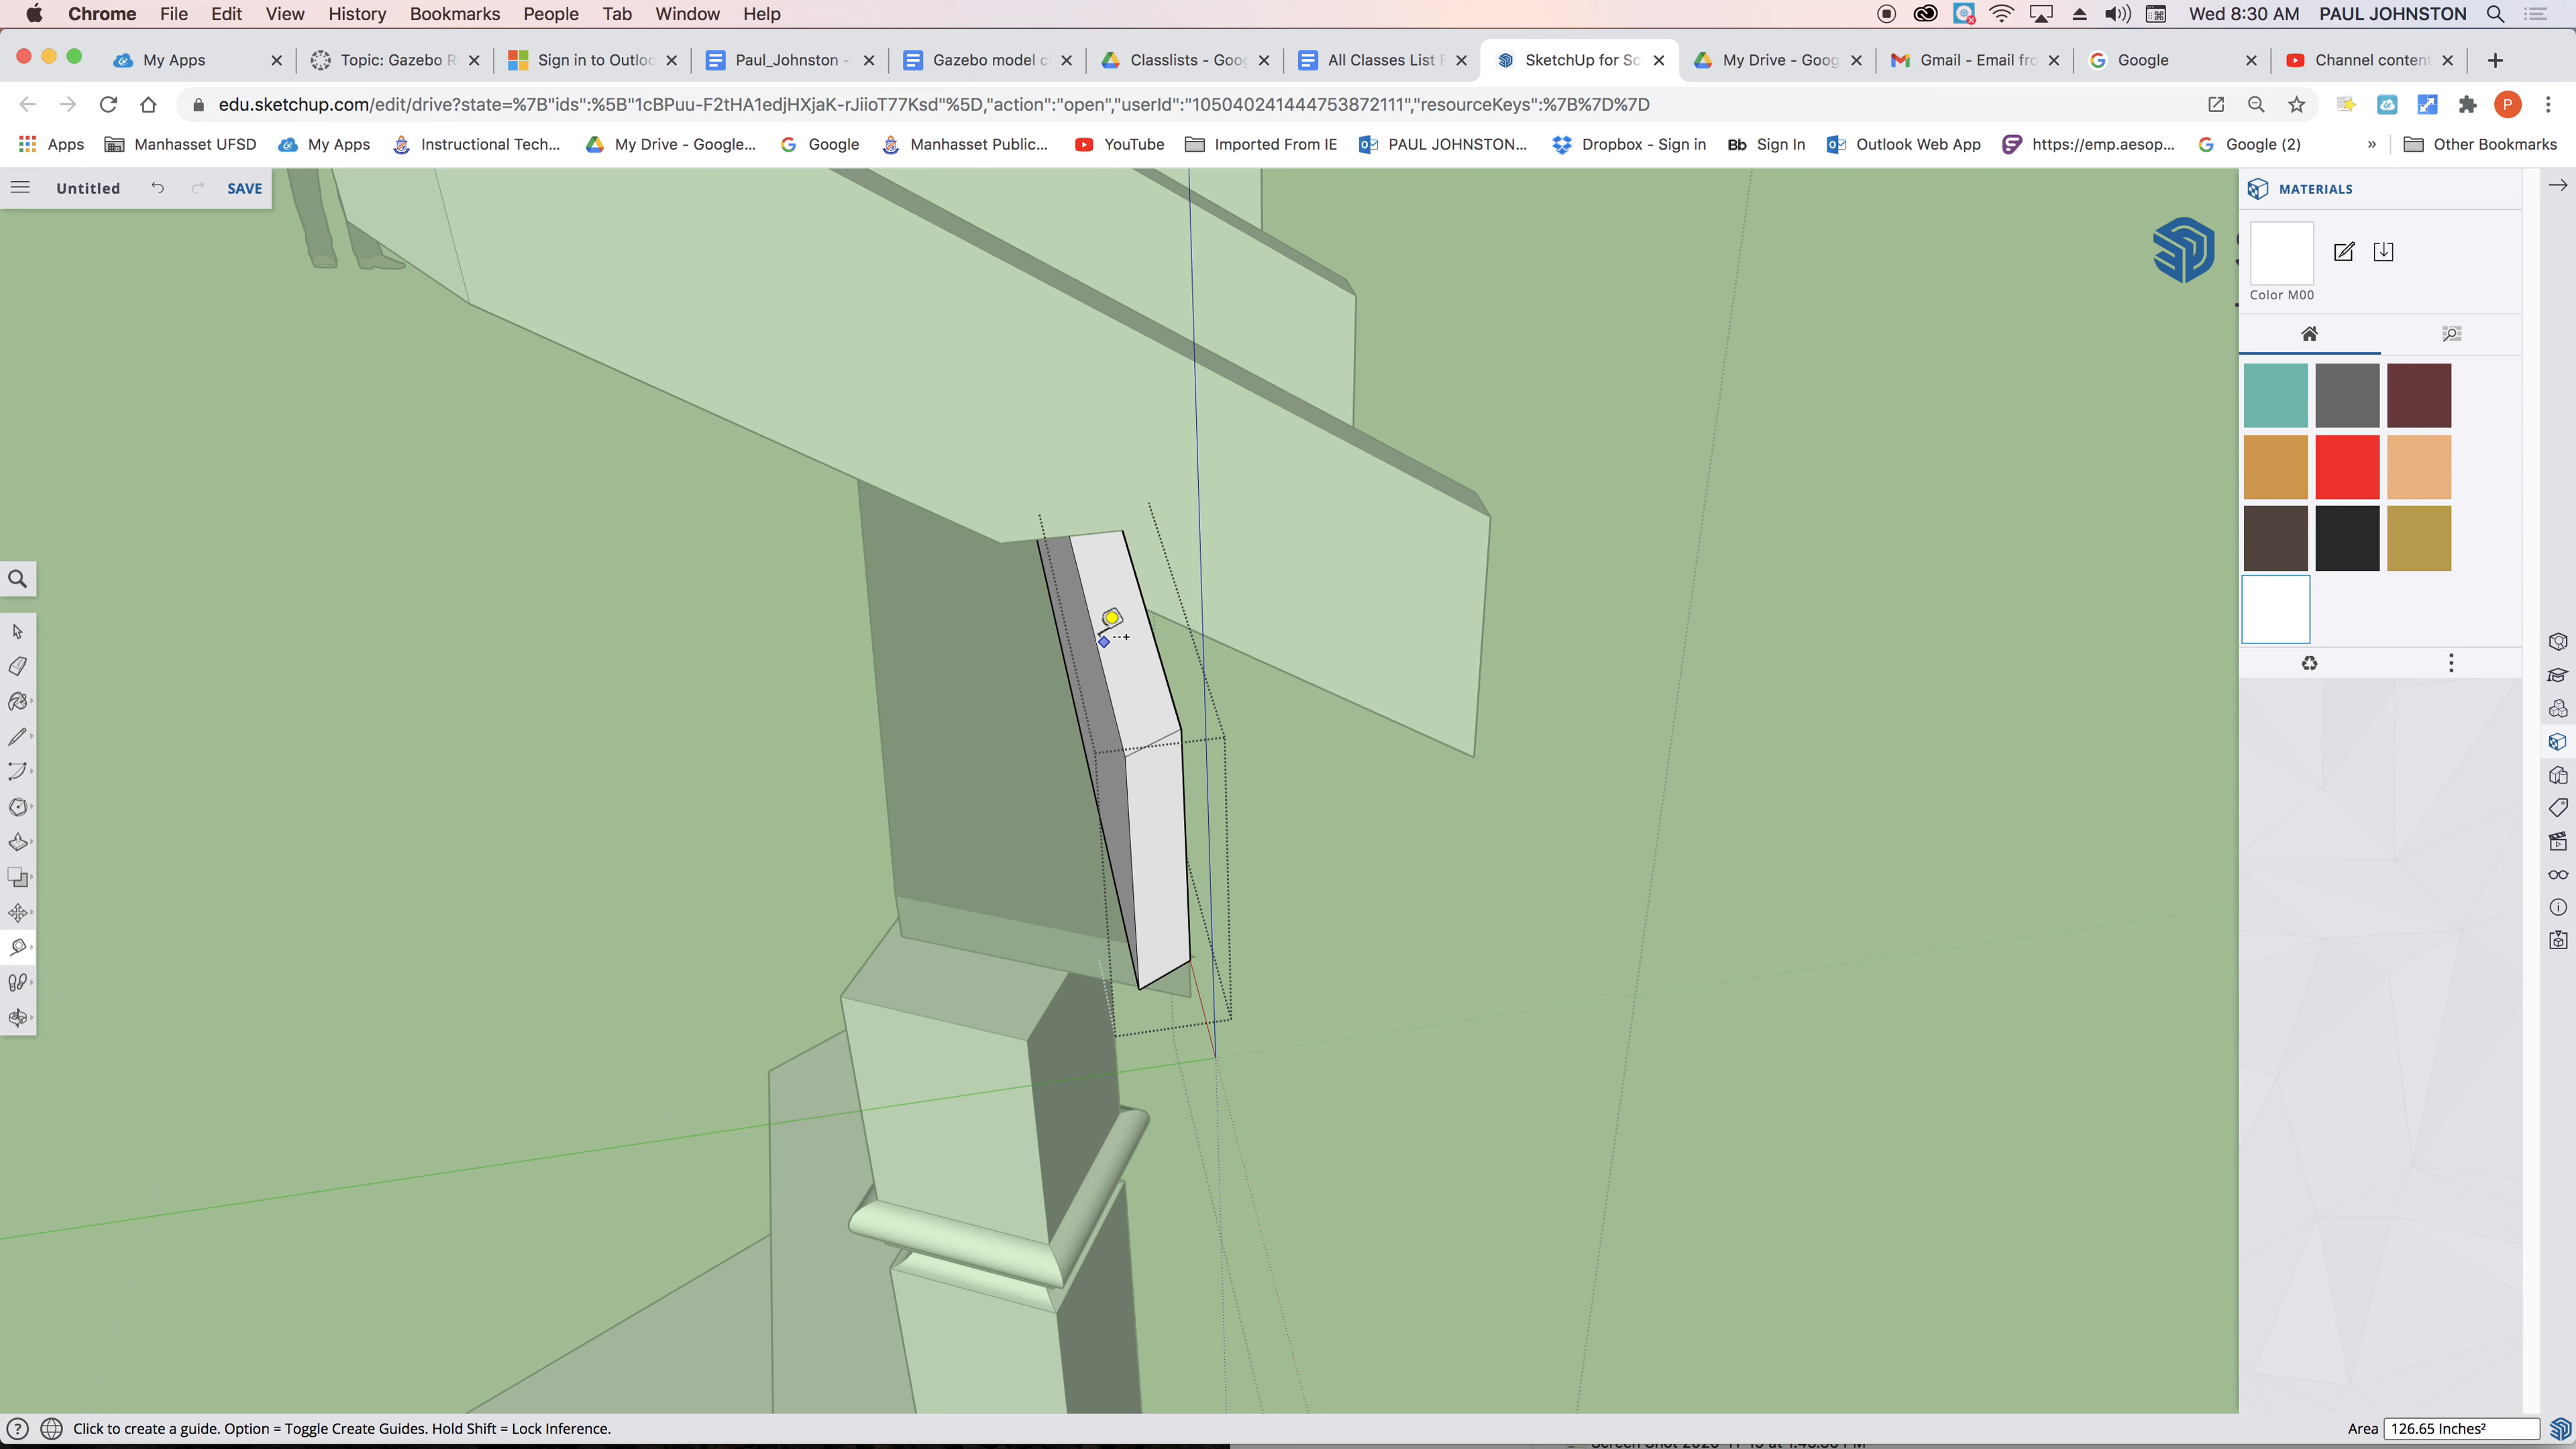 Chrome File Edit View History Bookmarks People Tab Window Help Wed 8:30 AM PAUL JOHNSTON
My Apps Topic: Gazebo R Sign in to Outloo Paul_Johnston - Gazebo model c Classlists - Goog All Classes List F SketchUp for Sc My Drive - Goog Gmail - Email fro Google Channel content
edu.sketchup.com/edit/drive?state=%7B"ids":%5B"1cBPuu-F2tHA1edjHXjaK-rJiioT77Ksd"%5D,"action":"open","userId":"105040241444753872111","resourceKeys":%7B%7D%7D P
Apps Manhasset UFSD My Apps Instructional Tech... My Drive - Google... Google Manhasset Public... YouTube Imported From IE PAUL JOHNSTON... Dropbox - Sign in Bb Sign In Outlook Web App https://emp.aesop... Google (2) » Other Bookmarks
Untitled SAVE
MATERIALS
Color M00
Click to create a guide. Option = Toggle Create Guides. Hold Shift = Lock Inference.
Area 126.65 Inches²